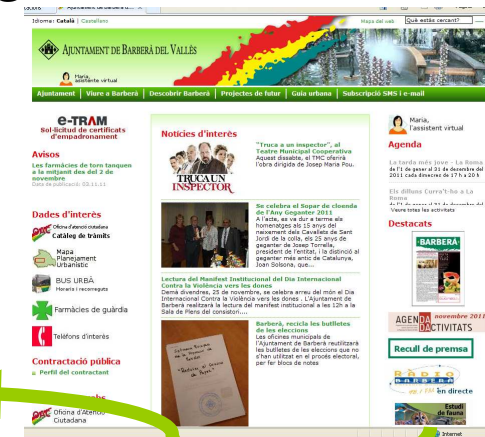 Idioma: Català | Castellano
Mapa del web
Què estàs cercant?
AJUNTAMENT DE BARBERÀ DEL VALLÈS
Maria,
assistente virtual
Ajuntament | Viure a Barberà | Descobrir Barberà | Projectes de futur | Guia urbana | Subscripció SMS i e-mail
e-TRAM
Sol·licitud de certificats
d'empadronament
Avisos
Les farmàcies de torn tanquen
a la mitjanit des del 2 de
novembre
Data de publicació: 03.11.11
Dades d'interès
OAC Oficina d'atenció ciutadana
Catàleg de tràmits
Mapa
Planejament
Urbanístic
BUS URBÀ
Horaris i recorreguts
Farmàcies de guàrdia
Telèfons d'interès
Contractació pública
Perfil del contractant
OAC Oficina d'Atenció
Ciutadana
Notícies d'interès
TRUCA UN
INSPECTOR
"Truca a un inspector", al
Teatre Municipal Cooperativa
Aquest dissabte, el TMC oferirà
l'obra dirigida de Josep Maria Pou.
Se celebra el Sopar de cloenda
de l'Any Geganter 2011
A l'acte, es va dur a terme els
homenatges als 15 anys del
naixement dels Cavallets de Sant
Jordi de la colla, els 25 anys de
geganter de Josep Torrella,
president de l'entitat, i la distinció al
geganter més antic de Catalunya,
Joan Solsona, que...
Lectura del Manifest Institucional del Dia Internacional
Contra la Violència vers les dones
Demà divendres, 25 de novembre, se celebra arreu del món el Dia
Internacional Contra la Violència vers les dones . L'Ajuntament de
Barberà realitzarà la lectura del manifest institucional a les 12h a la
Sala de Plens del consistori....
Barberà, recicla les butlletes
de les eleccions
Les oficines municipals de
l'Ajuntament de Barberà reutilitzarà
les butlletes de les eleccions que no
s'han utilitzat en el procés electoral,
per fer blocs de notes
Maria,
l'assistent virtual
Agenda
La tarda més jove - La Roma
de l'1 de gener al 31 de desembre del
2011 cada dimecres de 17 h a 20 h
Els dilluns Curra't-ho a La
Roma
Veure totes les activitats
Destacats
BARBERÀ
AGENDA novembre 2011
D'ACTIVITATS
Recull de premsa
RADIO
BARBERÀ
en directe
Estudi
de fauna
Internet